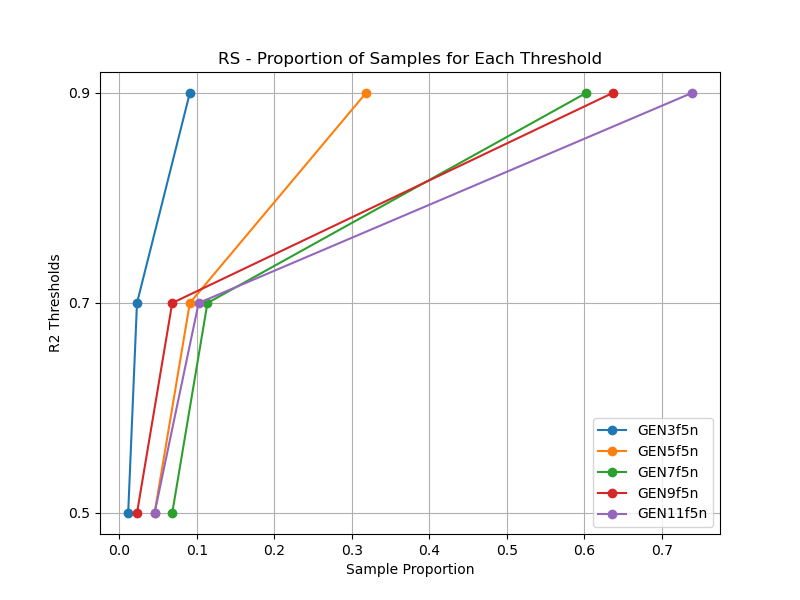 RS - Proportion of Samples for Each Threshold
R2 Thresholds
0.9
0.7
0.5
0.0 0.1 0.2 0.3 0.4 0.5 0.6 0.7
Sample Proportion
GEN3f5n
GEN5f5n
GEN7f5n
GEN9f5n
GEN11f5n